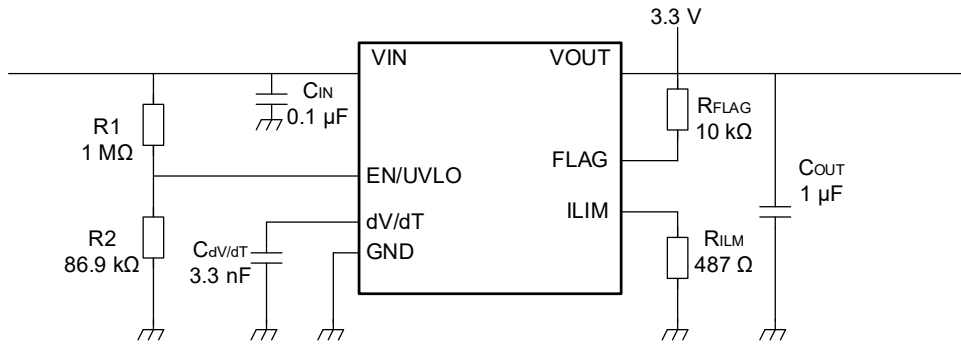 3.3 V
VIN
VOUT
CIN
0.1 µF
R1
1 MΩ
RFLAG
10 kΩ
FLAG
EN/UVLO
COUT
1 µF
ILIM
dV/dT
R2
86.9 kΩ
CdV/dT
3.3 nF
GND
RILM
487 Ω